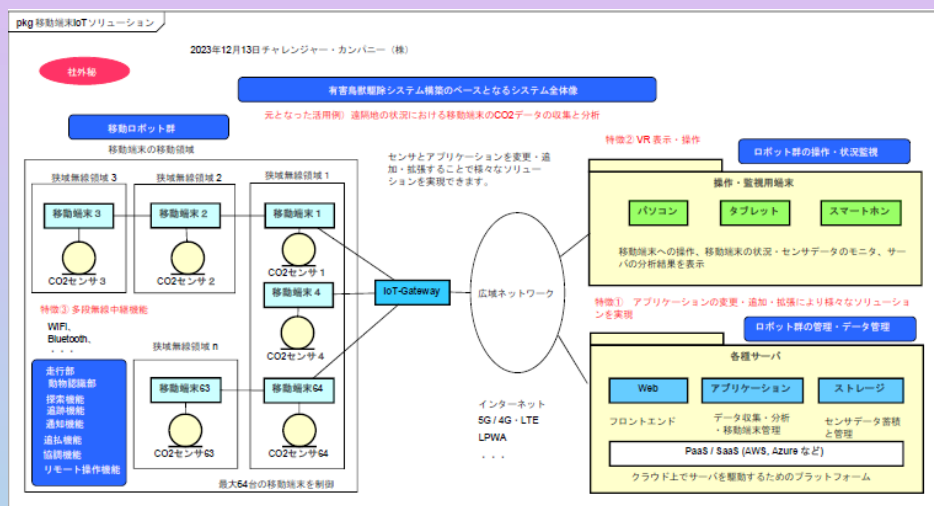 pkg 移動端末IoTソリューション
2023年12月13日チャレンジャー・カンパニー（株）
社外秘
有害鳥獣駆除システム構築のベースとなるシステム全体像
元となった活用例）遠隔地の状況における移動端末のCO2データの収集と分析
移動ロボット群
移動端末の移動領域
狭域無線領域 3
狭域無線領域 2
狭域無線領域 1
移動端末 3
移動端末 2
移動端末 1
CO2センサ 3
CO2センサ 2
CO2センサ 1
移動端末 4
CO2センサ 4
特徴③ 多段無線中継機能
WIFI、
Bluetooth、
・・・
狭域無線領域 n
移動端末63
移動端末64
CO2センサ63
CO2センサ64
最大64台の移動端末を制御
走行部
動物認識部
探索機能
追跡機能
通知機能
追払機能
協調機能
リモート操作機能
センサとアプリケーションを変更・追
加・拡張することで様々なソリュー
ションを実現できます。
IoT-Gateway
広域ネットワーク
インターネット
5G / 4G・LTE
LPWA
・・・
特徴② VR 表示・操作
ロボット群の操作・状況監視
操作・監視用端末
パソコン
タブレット
スマートホン
移動端末への操作、移動端末の状況・センサデータのモニタ、サー
バの分析結果を表示
特徴① アプリケーションの変更・追加・拡張により様々なソリューショ
ンを実現
ロボット群の管理・データ管理
各種サーバ
Web
アプリケーション
ストレージ
フロントエンド
データ収集・分析
・移動端末管理
センサデータ蓄積
と管理
PaaS / SaaS (AWS, Azure など)
クラウド上でサーバを駆動するためのプラットフォーム